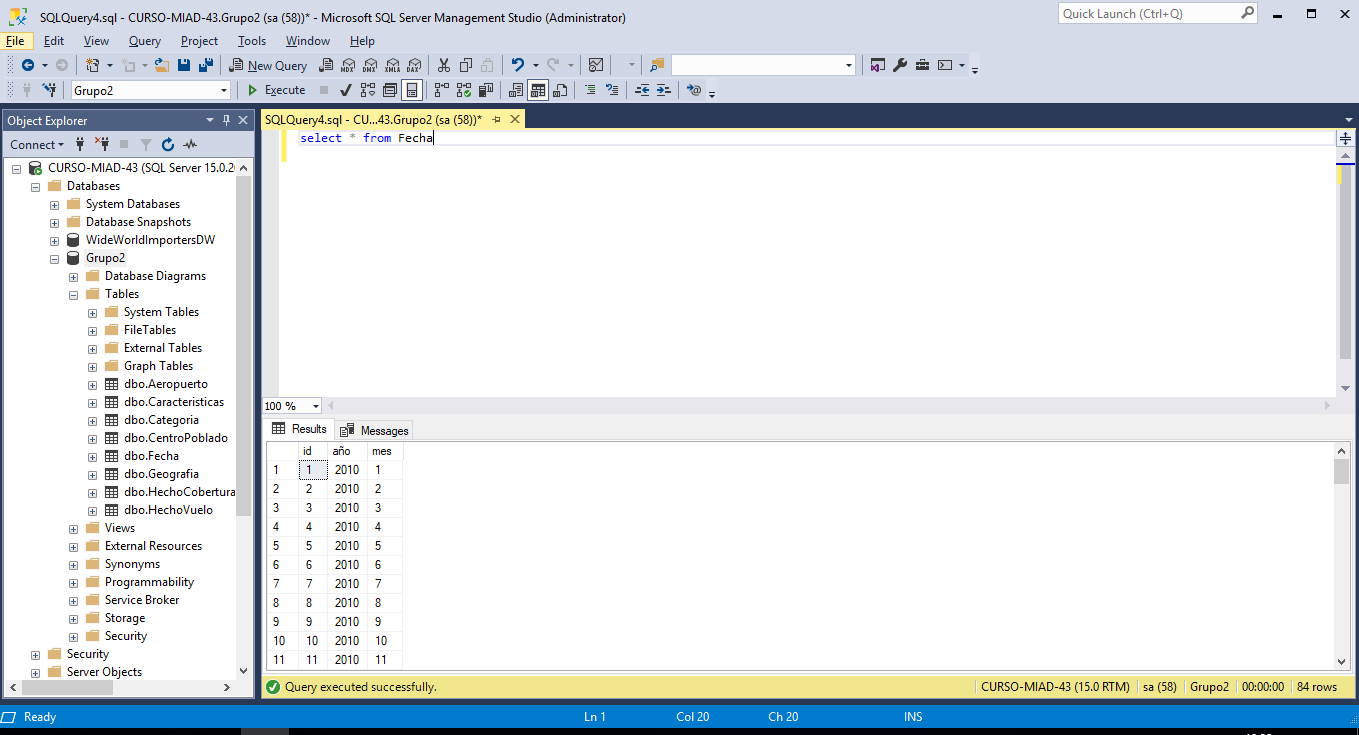 SQLQuery4.sql - CURSO-MIAD-43.Grupo2 (sa (58))* - Microsoft SQL Server Management Studio (Administrator)
Quick Launch (Ctrl+Q)
File Edit View Query Project Tools Window Help
New Query MDX DMX XMLA DAX
Grupo2 Execute
Object Explorer
SQLQuery4.sql - CU...43.Grupo2 (sa (58))*
Connect
select * from Fecha
CURSO-MIAD-43 (SQL Server 15.0.20
Databases
System Databases
Database Snapshots
WideWorldImportersDW
Grupo2
Database Diagrams
Tables
System Tables
FileTables
External Tables
Graph Tables
dbo.Aeropuerto
dbo.Caracteristicas
dbo.Categoria
dbo.CentroPoblado
dbo.Fecha
dbo.Geografia
dbo.HechoCobertura
dbo.HechoVuelo
Views
External Resources
Synonyms
Programmability
Service Broker
Storage
Security
Security
Server Objects
100 %
Results Messages
id año mes
1 1 2010 1
2 2 2010 2
3 3 2010 3
4 4 2010 4
5 5 2010 5
6 6 2010 6
7 7 2010 7
8 8 2010 8
9 9 2010 9
10 10 2010 10
11 11 2010 11
Query executed successfully. CURSO-MIAD-43 (15.0 RTM) sa (58) Grupo2 00:00:00 84 rows
Ready Ln 1 Col 20 Ch 20 INS